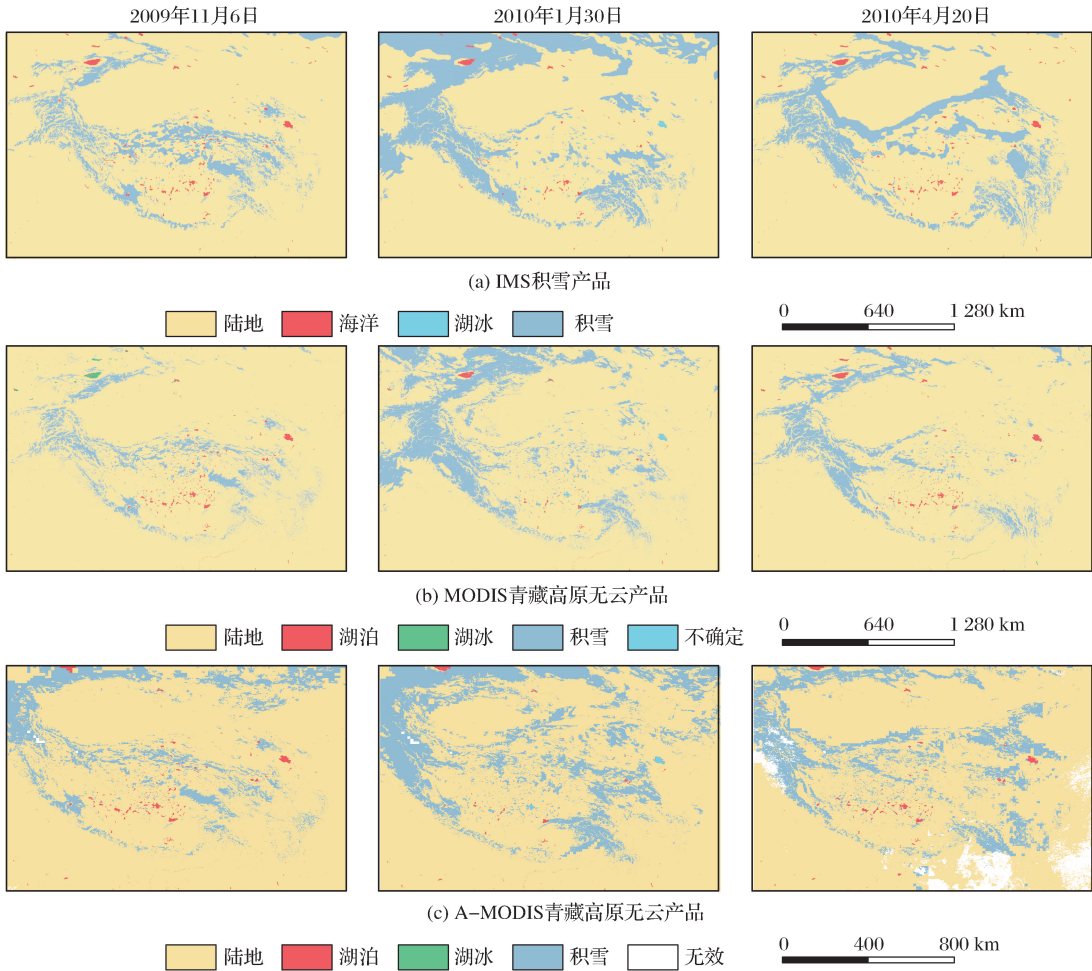 2009年11月6日 2010年1月30日 2010年4月20日
(a) IMS积雪产品
陆地 海洋 湖冰 积雪 0 640 1 280 km
(b) MODIS青藏高原无云产品
陆地 湖泊 湖冰 积雪 不确定 0 640 1 280 km
(c) A-MODIS青藏高原无云产品
陆地 湖泊 湖冰 积雪 无效 0 400 800 km